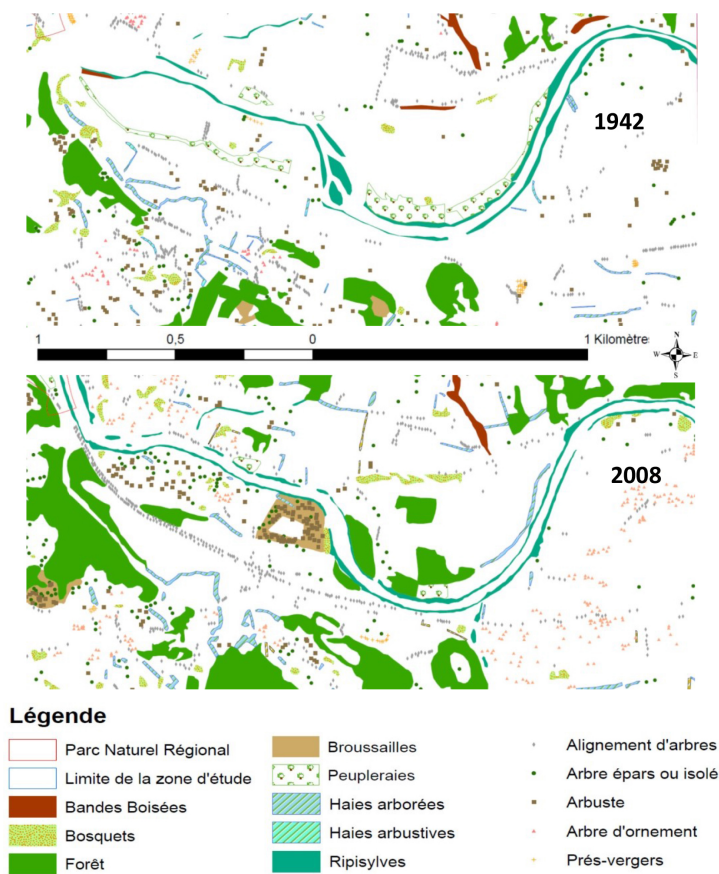 1942
1 0,5 0 1 Kilomètres
N
W E
S
2008
Légende
Parc Naturel Régional
Limite de la zone d'étude
Bandes Boisées
Bosquets
Forêt
Broussailles
Peupleraies
Haies arborées
Haies arbustives
Ripisylves
Alignement d'arbres
Arbre épars ou isolé
Arbuste
Arbre d'ornement
Prés-vergers